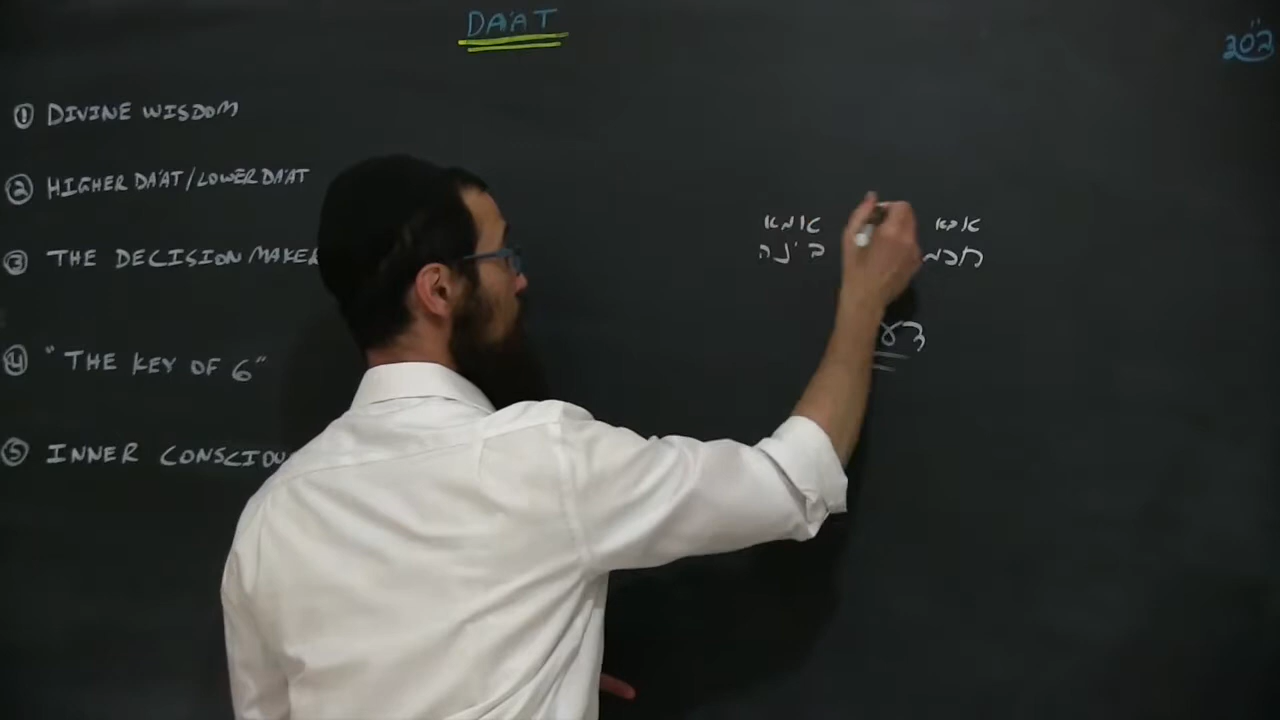 DA'AT
① DIVINE WISDOM
② HIGHER DA'AT / LOWER DA'AT
③ THE DECISION MAKER
④ "THE KEY OF 6"
⑤ INNER
אבא
אמא
בינה